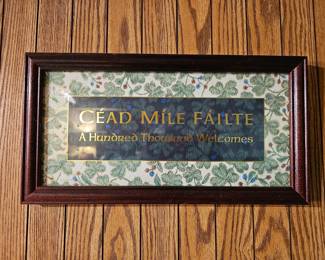 CÉAD MÍLE FÁILTE
A Hundred Thousand Welcomes